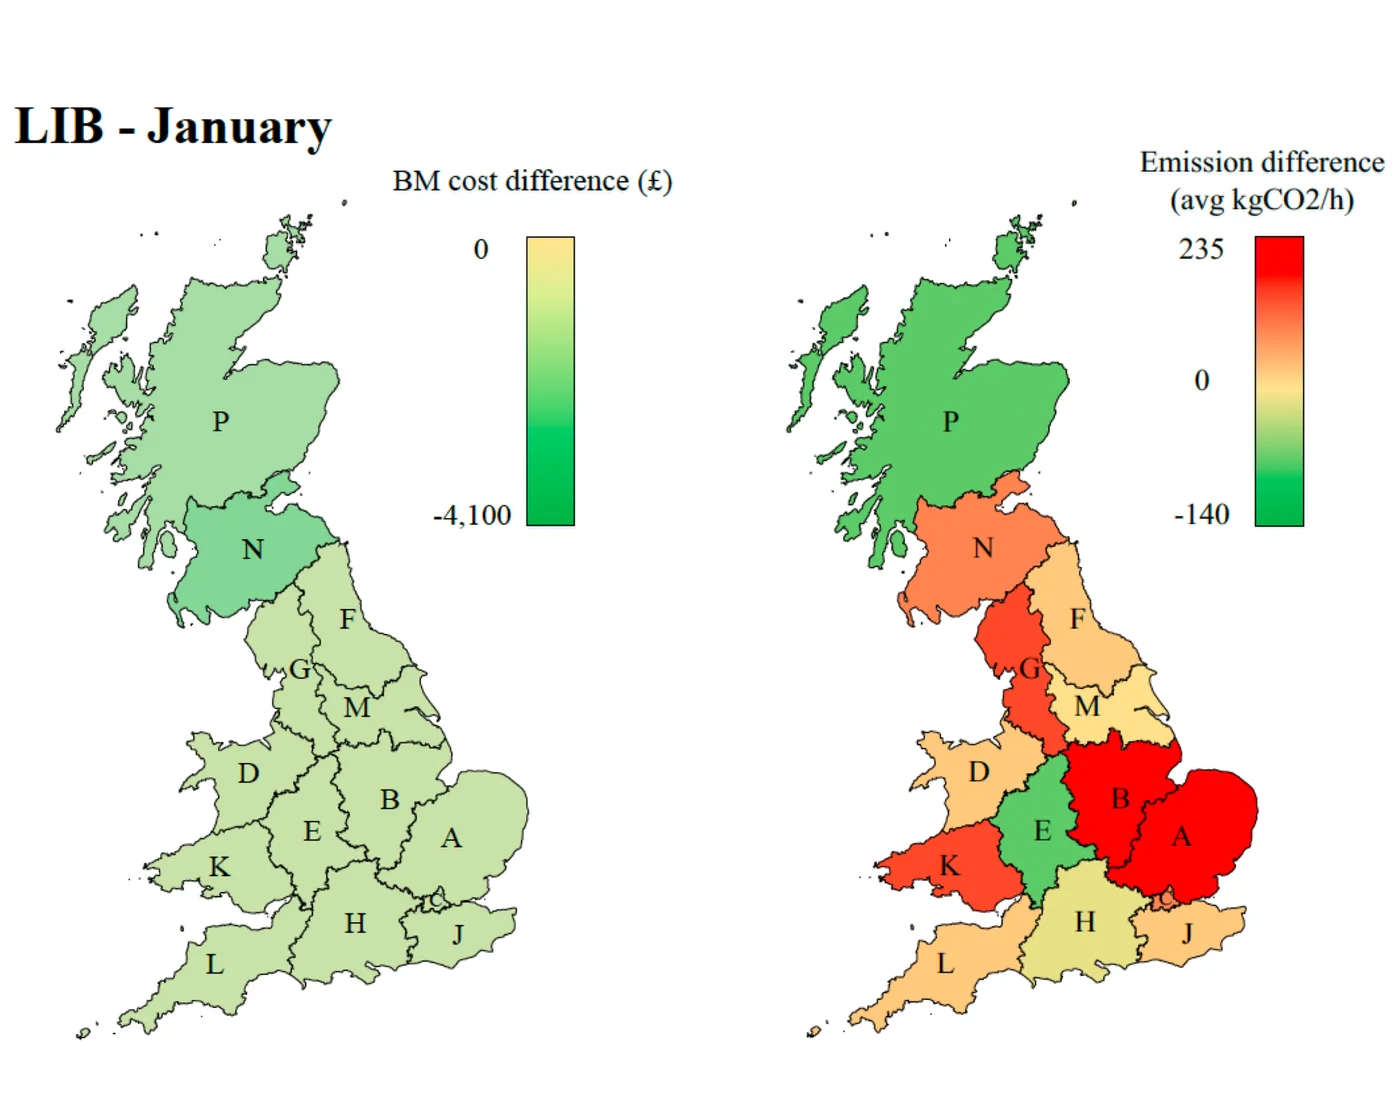 LIB - January
BM cost difference (£)
0
-4,100
P
N
F
G
M
D
B
E
A
K
C
H
J
L
Emission difference
(avg kgCO2/h)
235
0
-140
P
N
F
G
M
D
B
E
A
K
C
H
J
L